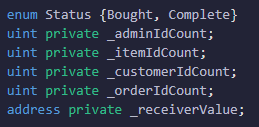 enum Status {Bought, Complete}
uint private _adminIdCount;
uint private _itemIdCount;
uint private _customerIdCount;
uint private _orderIdCount;
address private _receiverValue;